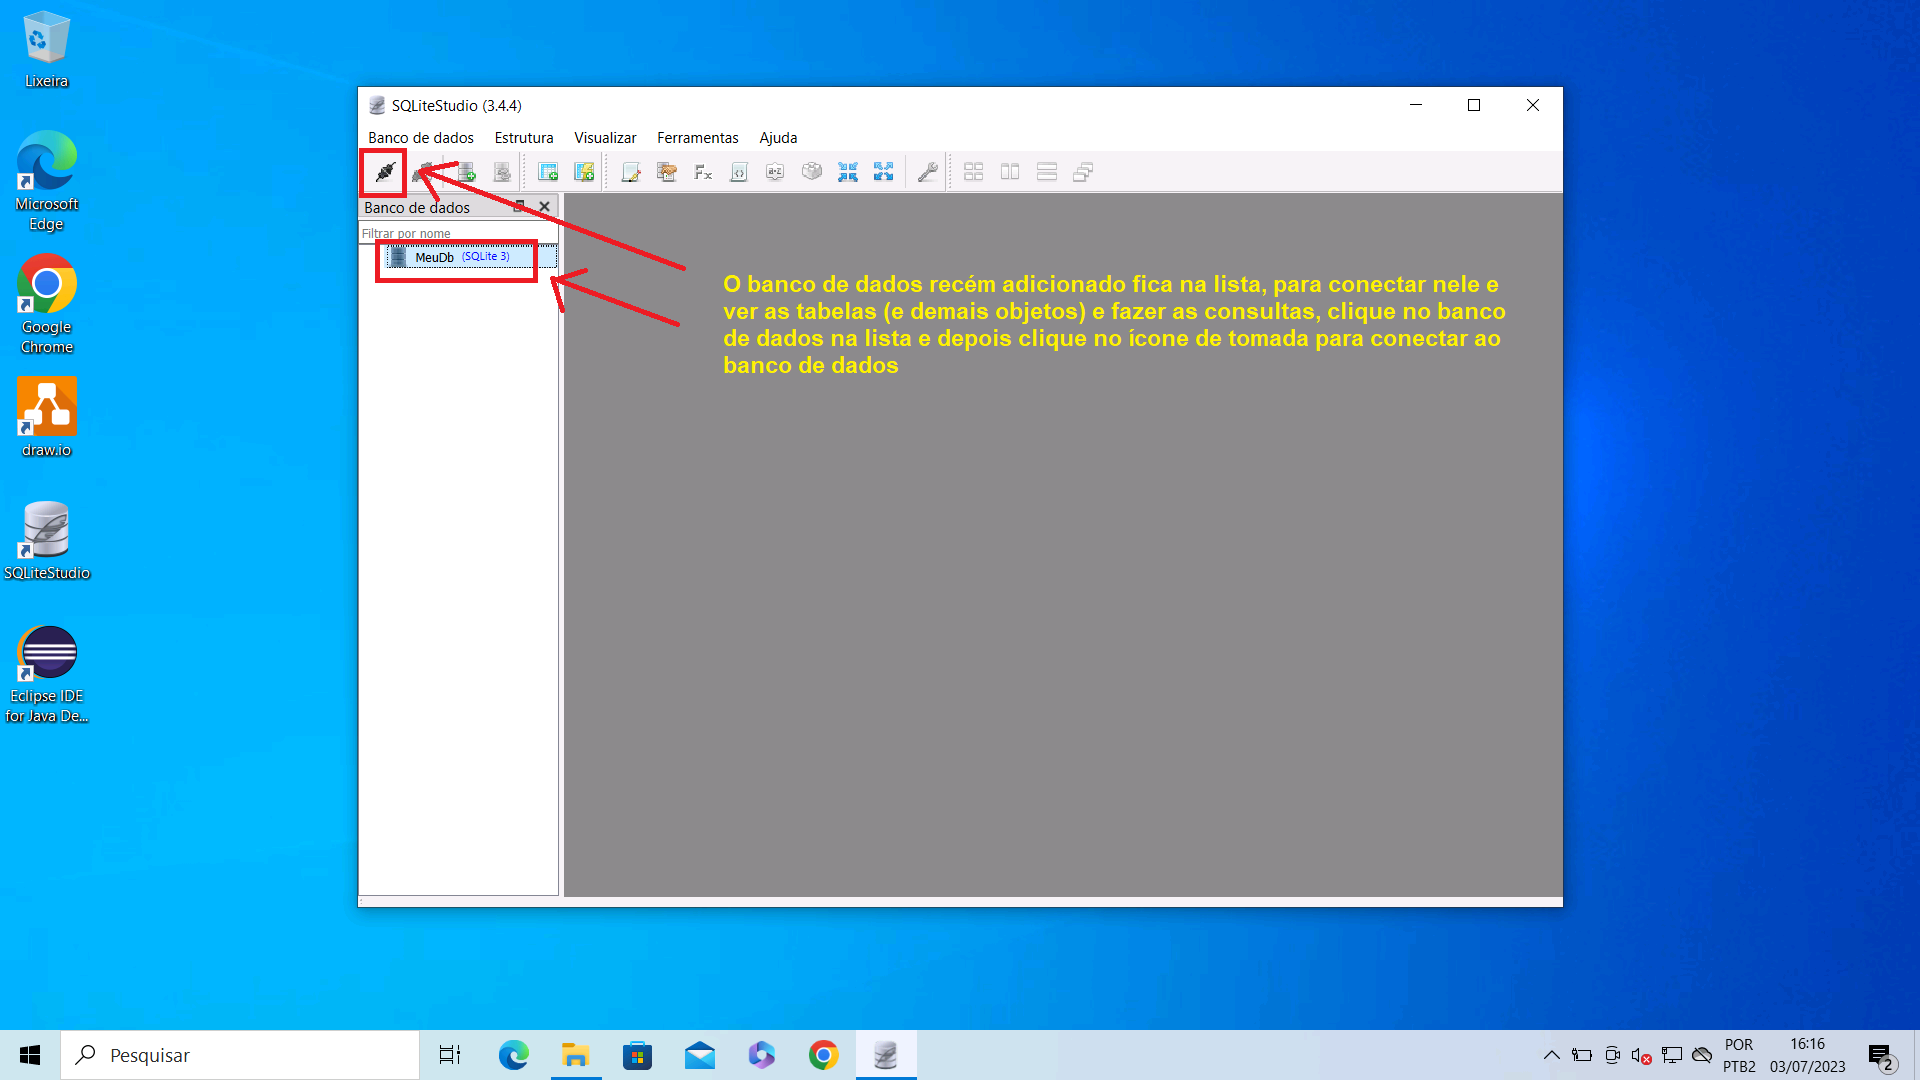 Lixeira
Microsoft
Edge
Google
Chrome
draw.io
SQLiteStudio
Eclipse IDE
for Java De...
SQLiteStudio (3.4.4)
Banco de dados Estrutura Visualizar Ferramentas Ajuda
Banco de dados
Filtrar por nome
MeuDb (SQLite 3)
O banco de dados recém adicionado fica na lista, para conectar nele e
ver as tabelas (e demais objetos) e fazer as consultas, clique no banco
de dados na lista e depois clique no ícone de tomada para conectar ao
banco de dados
Pesquisar
POR
PTB2
16:16
03/07/2023
2